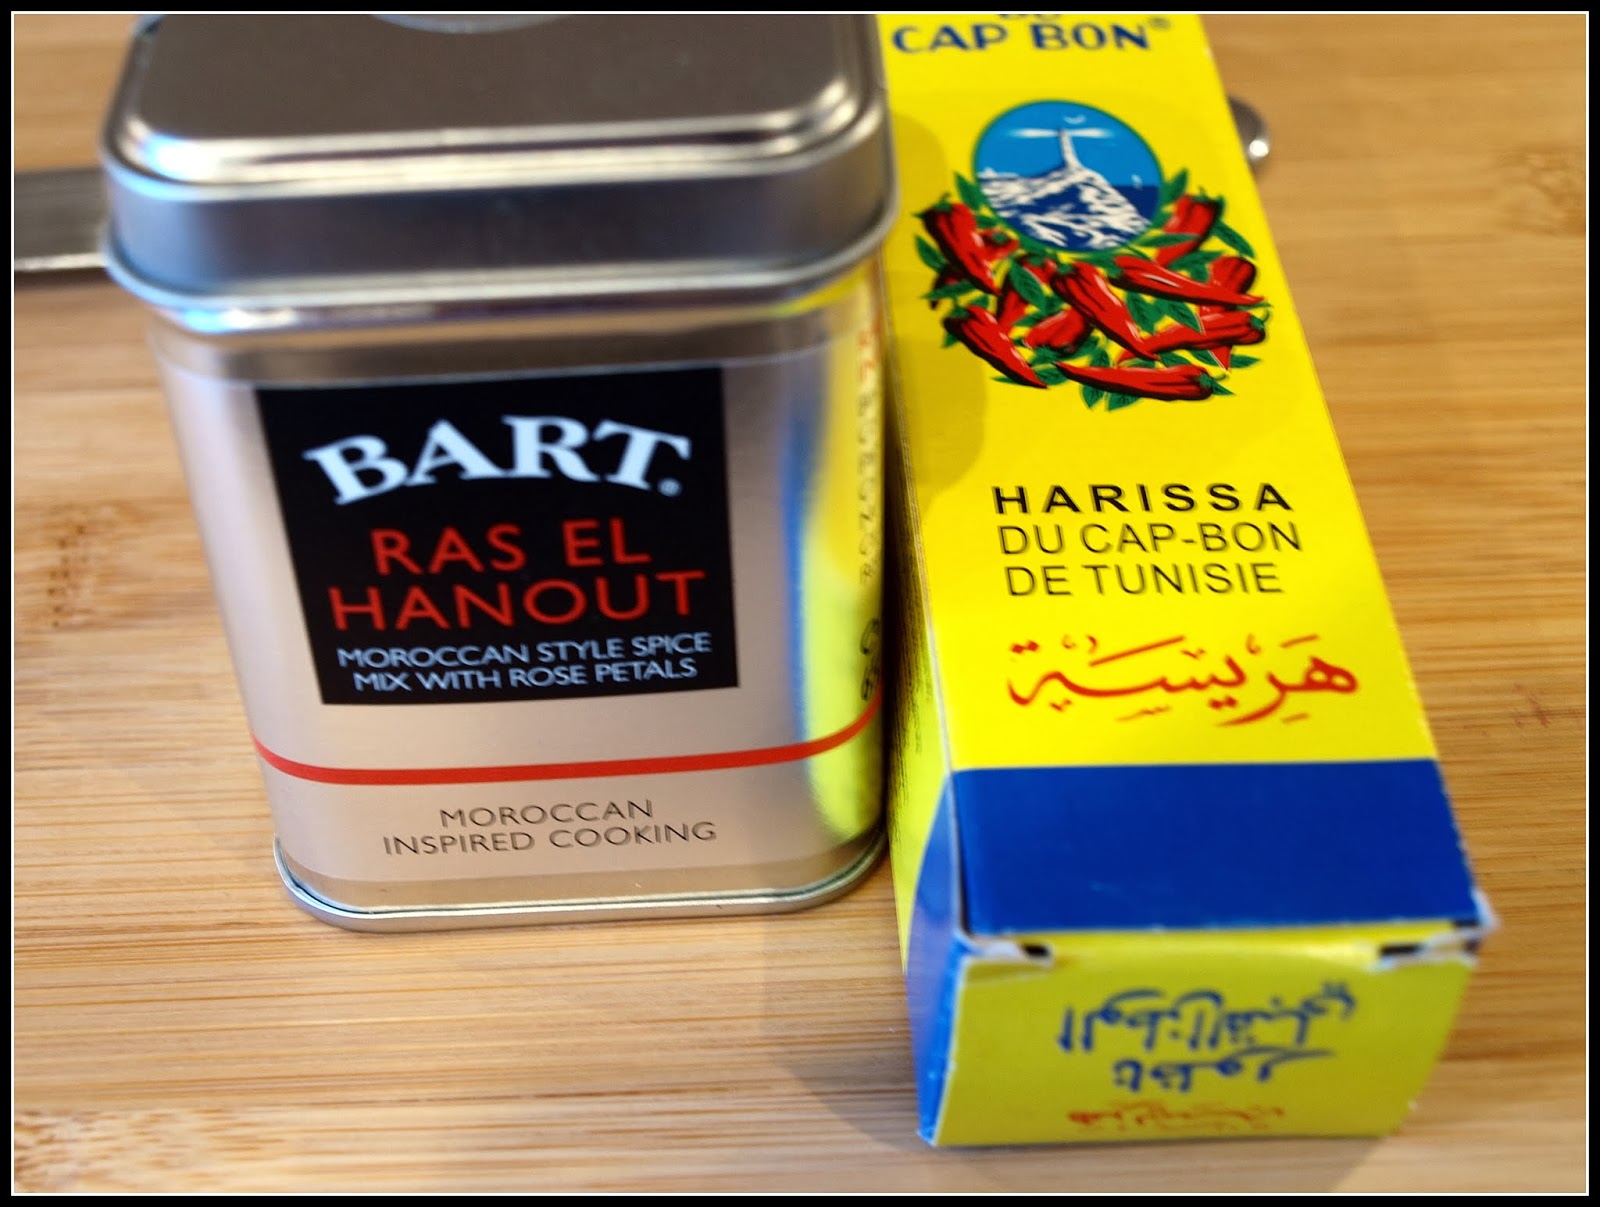 BART®
RAS EL
HANOUT
MOROCCAN STYLE SPICE
MIX WITH ROSE PETALS
MOROCCAN
INSPIRED COOKING
CAP BON®
HARISSA
DU CAP-BON
DE TUNISIE
هَرِيسَة